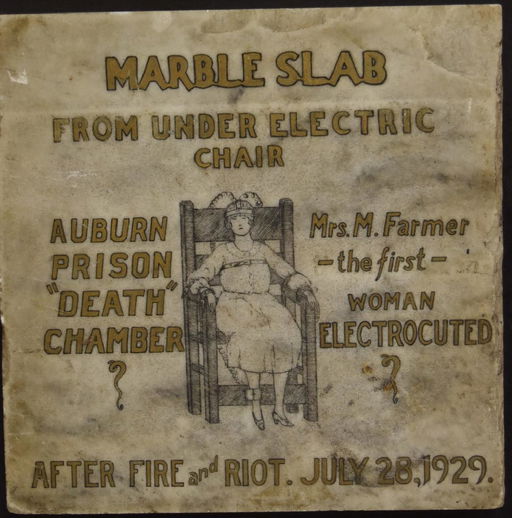 MARBLE SLAB
FROM UNDER ELECTRIC
CHAIR
AUBURN
PRISON
"DEATH"
CHAMBER
?
Mrs. M. Farmer
- the first -
WOMAN
ELECTROCUTED
?
AFTER FIRE and RIOT. JULY 28, 1929.